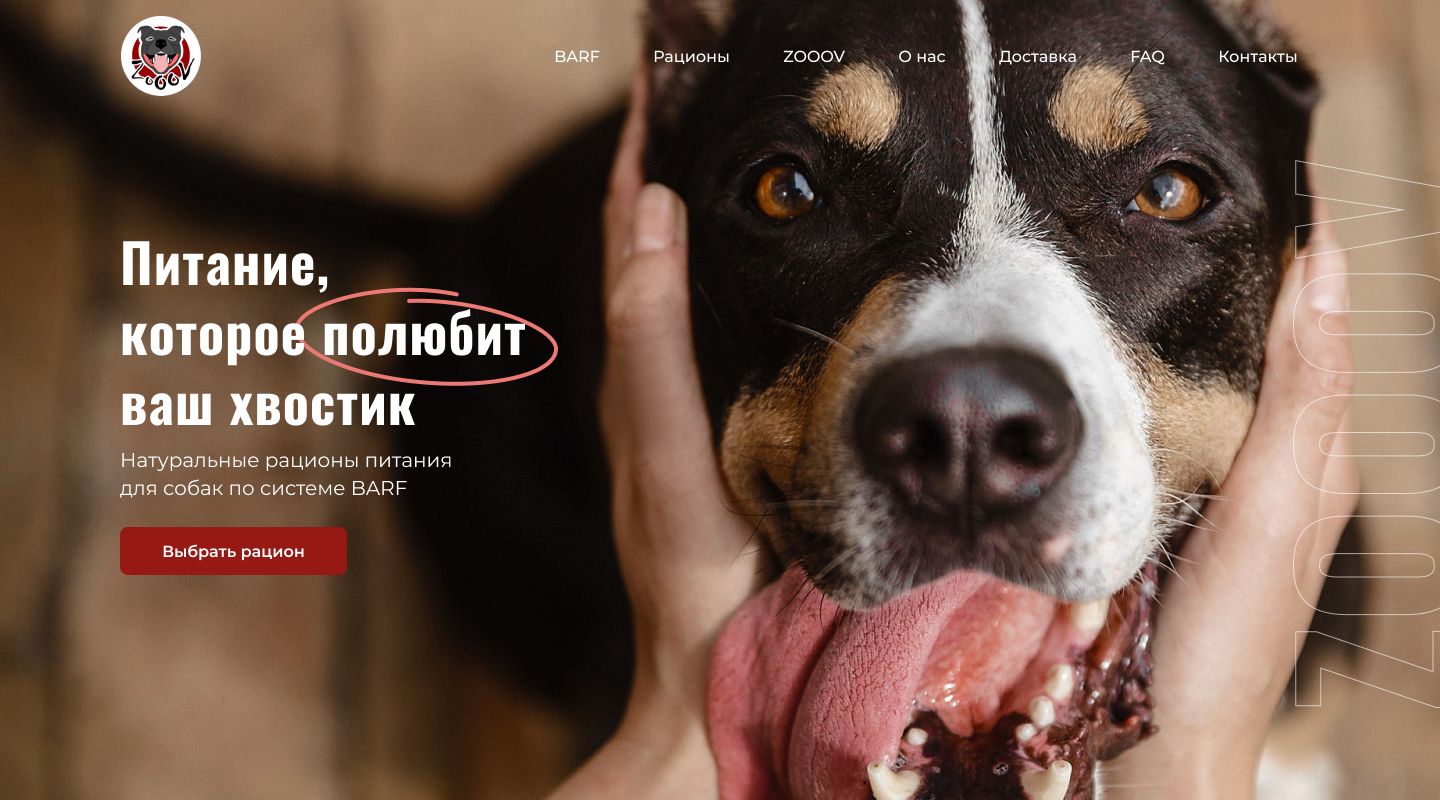 ZOOOV
BARF
Рационы
ZOOOV
О нас
Доставка
FAQ
Контакты
Питание,
которое полюбит
ваш хвостик
Натуральные рационы питания
для собак по системе BARF
Выбрать рацион
ZOOOV